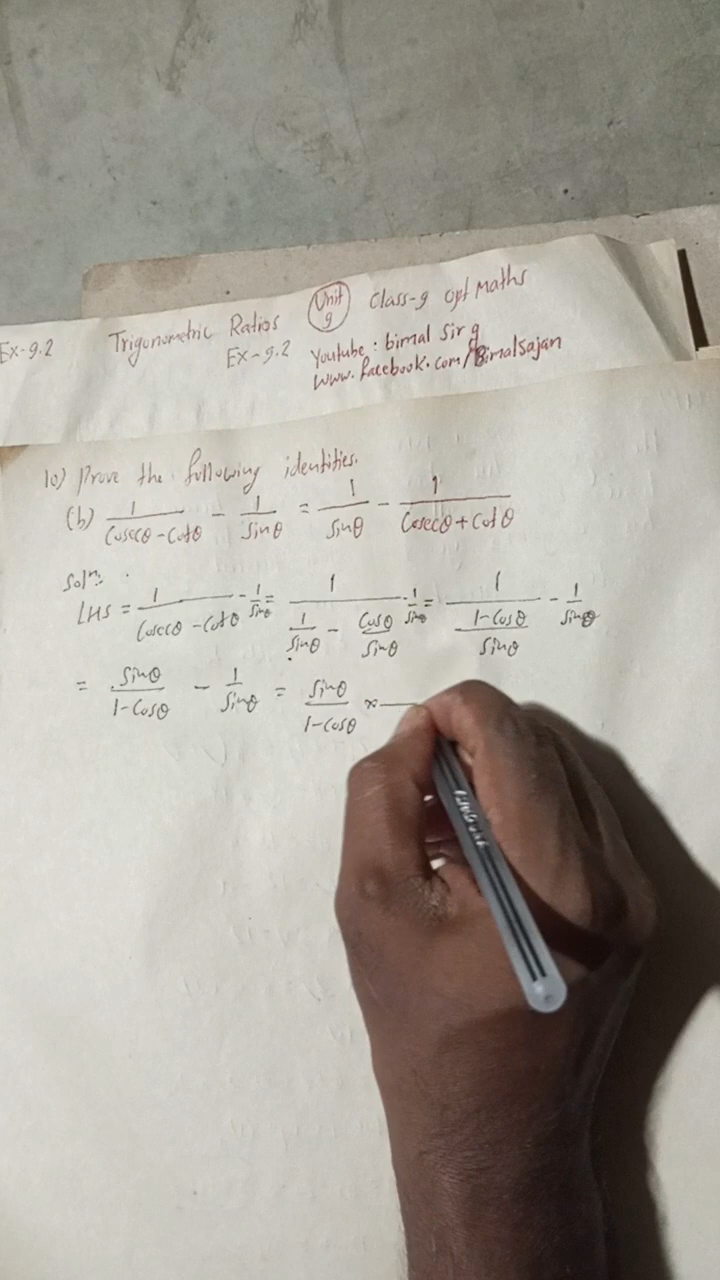 Ex-9.2 Trigonometric Ratios Unit 9 Class-9 opt Maths
Ex-9.2 Youtube : bimal Sir g
www.facebook.com/Bimalsajan
10) Prove the following identities.
(b) 1/(Cosecθ - Cotθ) - 1/Sinθ = 1/Sinθ - 1/(Cosecθ + Cotθ)
Solⁿ:
LHS = 1/(Cosecθ - Cotθ) - 1/Sinθ = 1/(1/Sinθ - Cosθ/Sinθ) - 1/Sinθ = 1/((1-Cosθ)/Sinθ) - 1/Sinθ
= Sinθ/(1-Cosθ) - 1/Sinθ = Sinθ/(1-Cosθ) ×